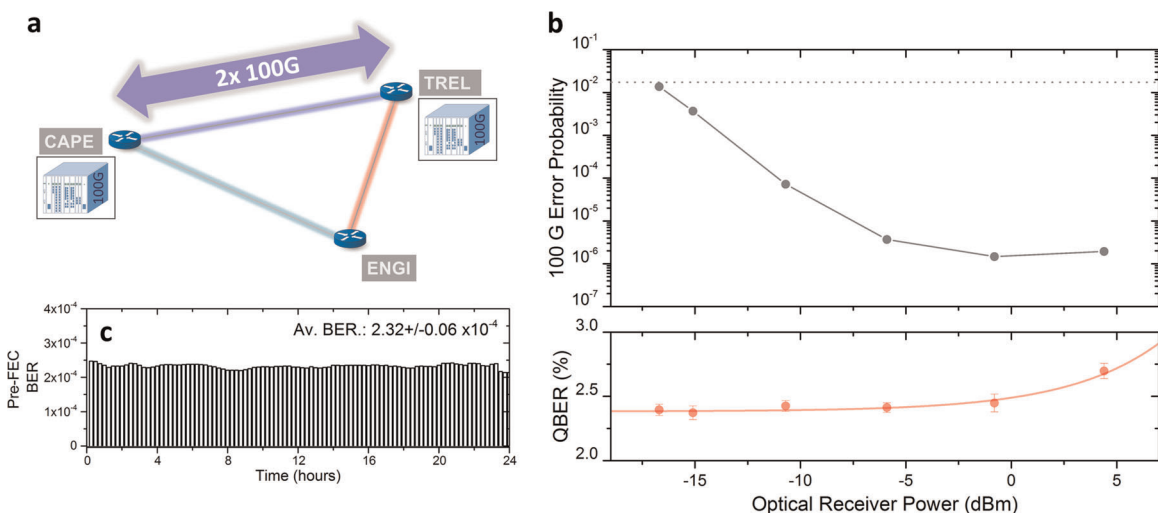 a
2x 100G
TREL
100G
CAPE
100G
ENGI
b
10⁻¹
10⁻²
10⁻³
10⁻⁴
10⁻⁵
10⁻⁶
10⁻⁷
100 G Error Probability
3.0
2.5
2.0
QBER (%)
-15 -10 -5 0 5
Optical Receiver Power (dBm)
c
Av. BER.: 2.32+/-0.06 x10⁻⁴
4x10⁻⁴
3x10⁻⁴
2x10⁻⁴
1x10⁻⁴
0
Pre-FEC
BER
0 4 8 12 16 20 24
Time (hours)